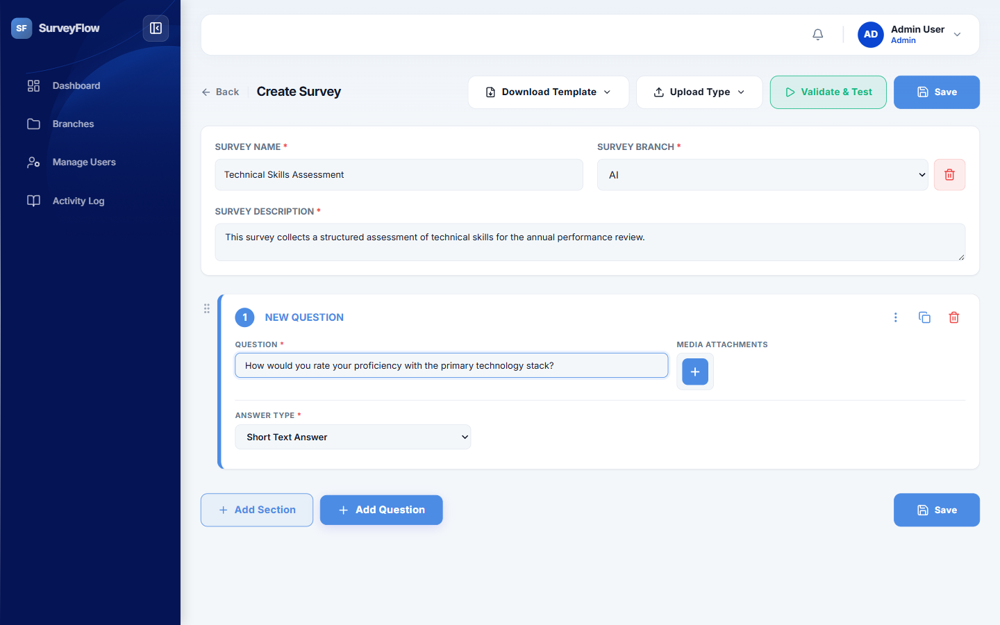 SF SurveyFlow
Dashboard
Branches
Manage Users
Activity Log
AD Admin User
Admin
Back Create Survey Download Template Upload Type Validate & Test Save
SURVEY NAME *
Technical Skills Assessment
SURVEY BRANCH *
AI
SURVEY DESCRIPTION *
This survey collects a structured assessment of technical skills for the annual performance review.
1 NEW QUESTION
QUESTION *
How would you rate your proficiency with the primary technology stack?
MEDIA ATTACHMENTS
ANSWER TYPE *
Short Text Answer
Add Section Add Question Save